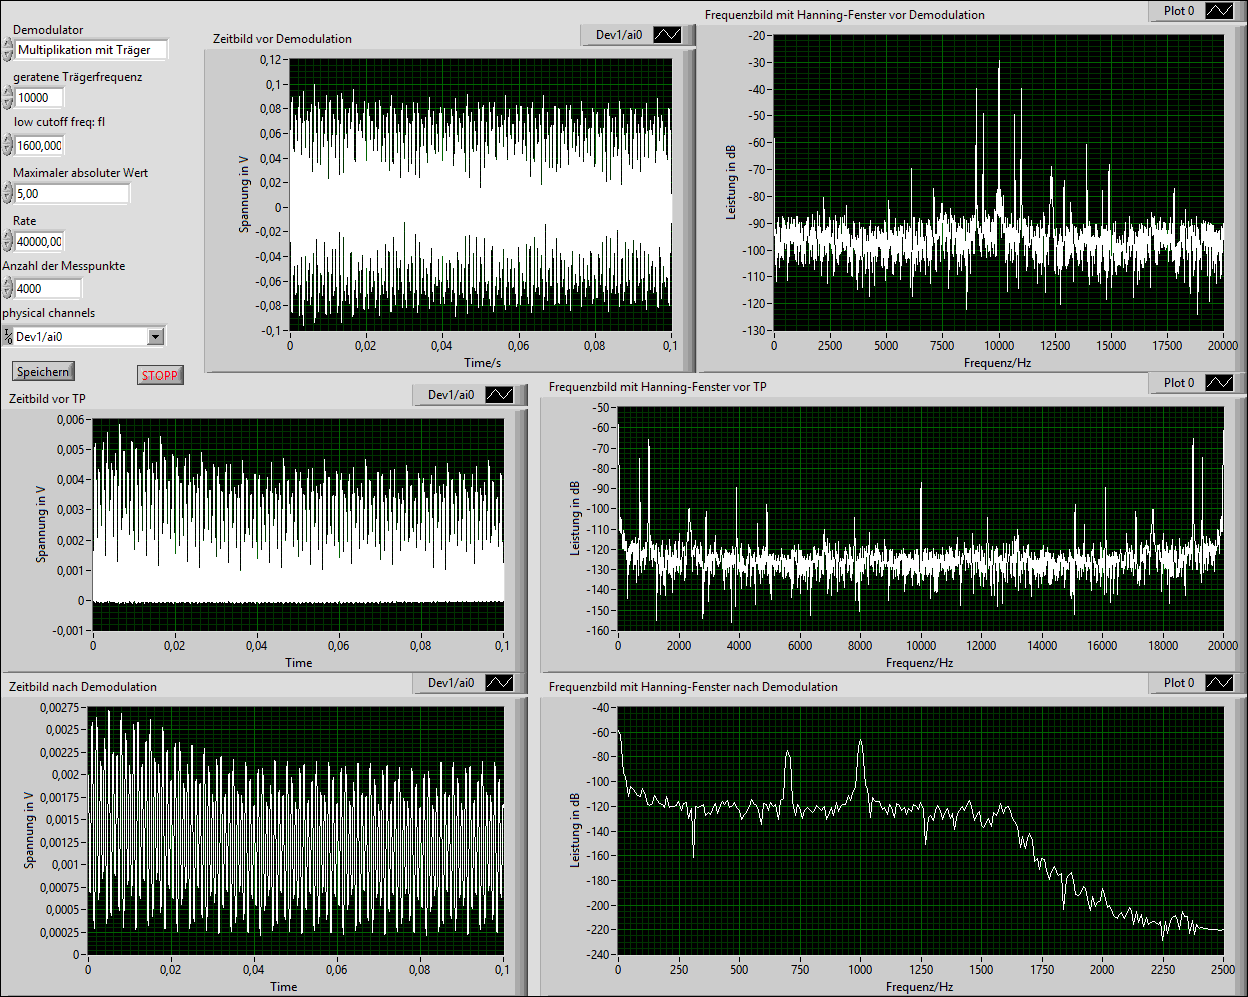 Demodulator
Multiplikation mit Träger
geratene Trägerfrequenz
10000
low cutoff freq: fl
1600,000
Maximaler absoluter Wert
5,00
Rate
40000,00
Anzahl der Messpunkte
4000
physical channels
Dev1/ai0
Speichern
STOPP
Zeitbild vor Demodulation
Dev1/ai0
Spannung in V
0,12
0,1
0,08
0,06
0,04
0,02
0
-0,02
-0,04
-0,06
-0,08
-0,1
0 0,02 0,04 0,06 0,08 0,1
Time/s
Frequenzbild mit Hanning-Fenster vor Demodulation
Plot 0
Leistung in dB
-20
-30
-40
-50
-60
-70
-80
-90
-100
-110
-120
-130
0 2500 5000 7500 10000 12500 15000 17500 20000
Frequenz/Hz
Zeitbild vor TP
Dev1/ai0
Spannung in V
0,006
0,005
0,004
0,003
0,002
0,001
0
-0,001
0 0,02 0,04 0,06 0,08 0,1
Time
Frequenzbild mit Hanning-Fenster vor TP
Plot 0
Leistung in dB
-50
-60
-70
-80
-90
-100
-110
-120
-130
-140
-150
-160
0 2000 4000 6000 8000 10000 12000 14000 16000 18000 20000
Frequenz/Hz
Zeitbild nach Demodulation
Dev1/ai0
Spannung in V
0,00275
0,0025
0,00225
0,002
0,00175
0,0015
0,00125
0,001
0,00075
0,0005
0,00025
0
0 0,02 0,04 0,06 0,08 0,1
Time
Frequenzbild mit Hanning-Fenster nach Demodulation
Plot 0
Leistung in dB
-40
-60
-80
-100
-120
-140
-160
-180
-200
-220
-240
0 250 500 750 1000 1250 1500 1750 2000 2250 2500
Frequenz/Hz